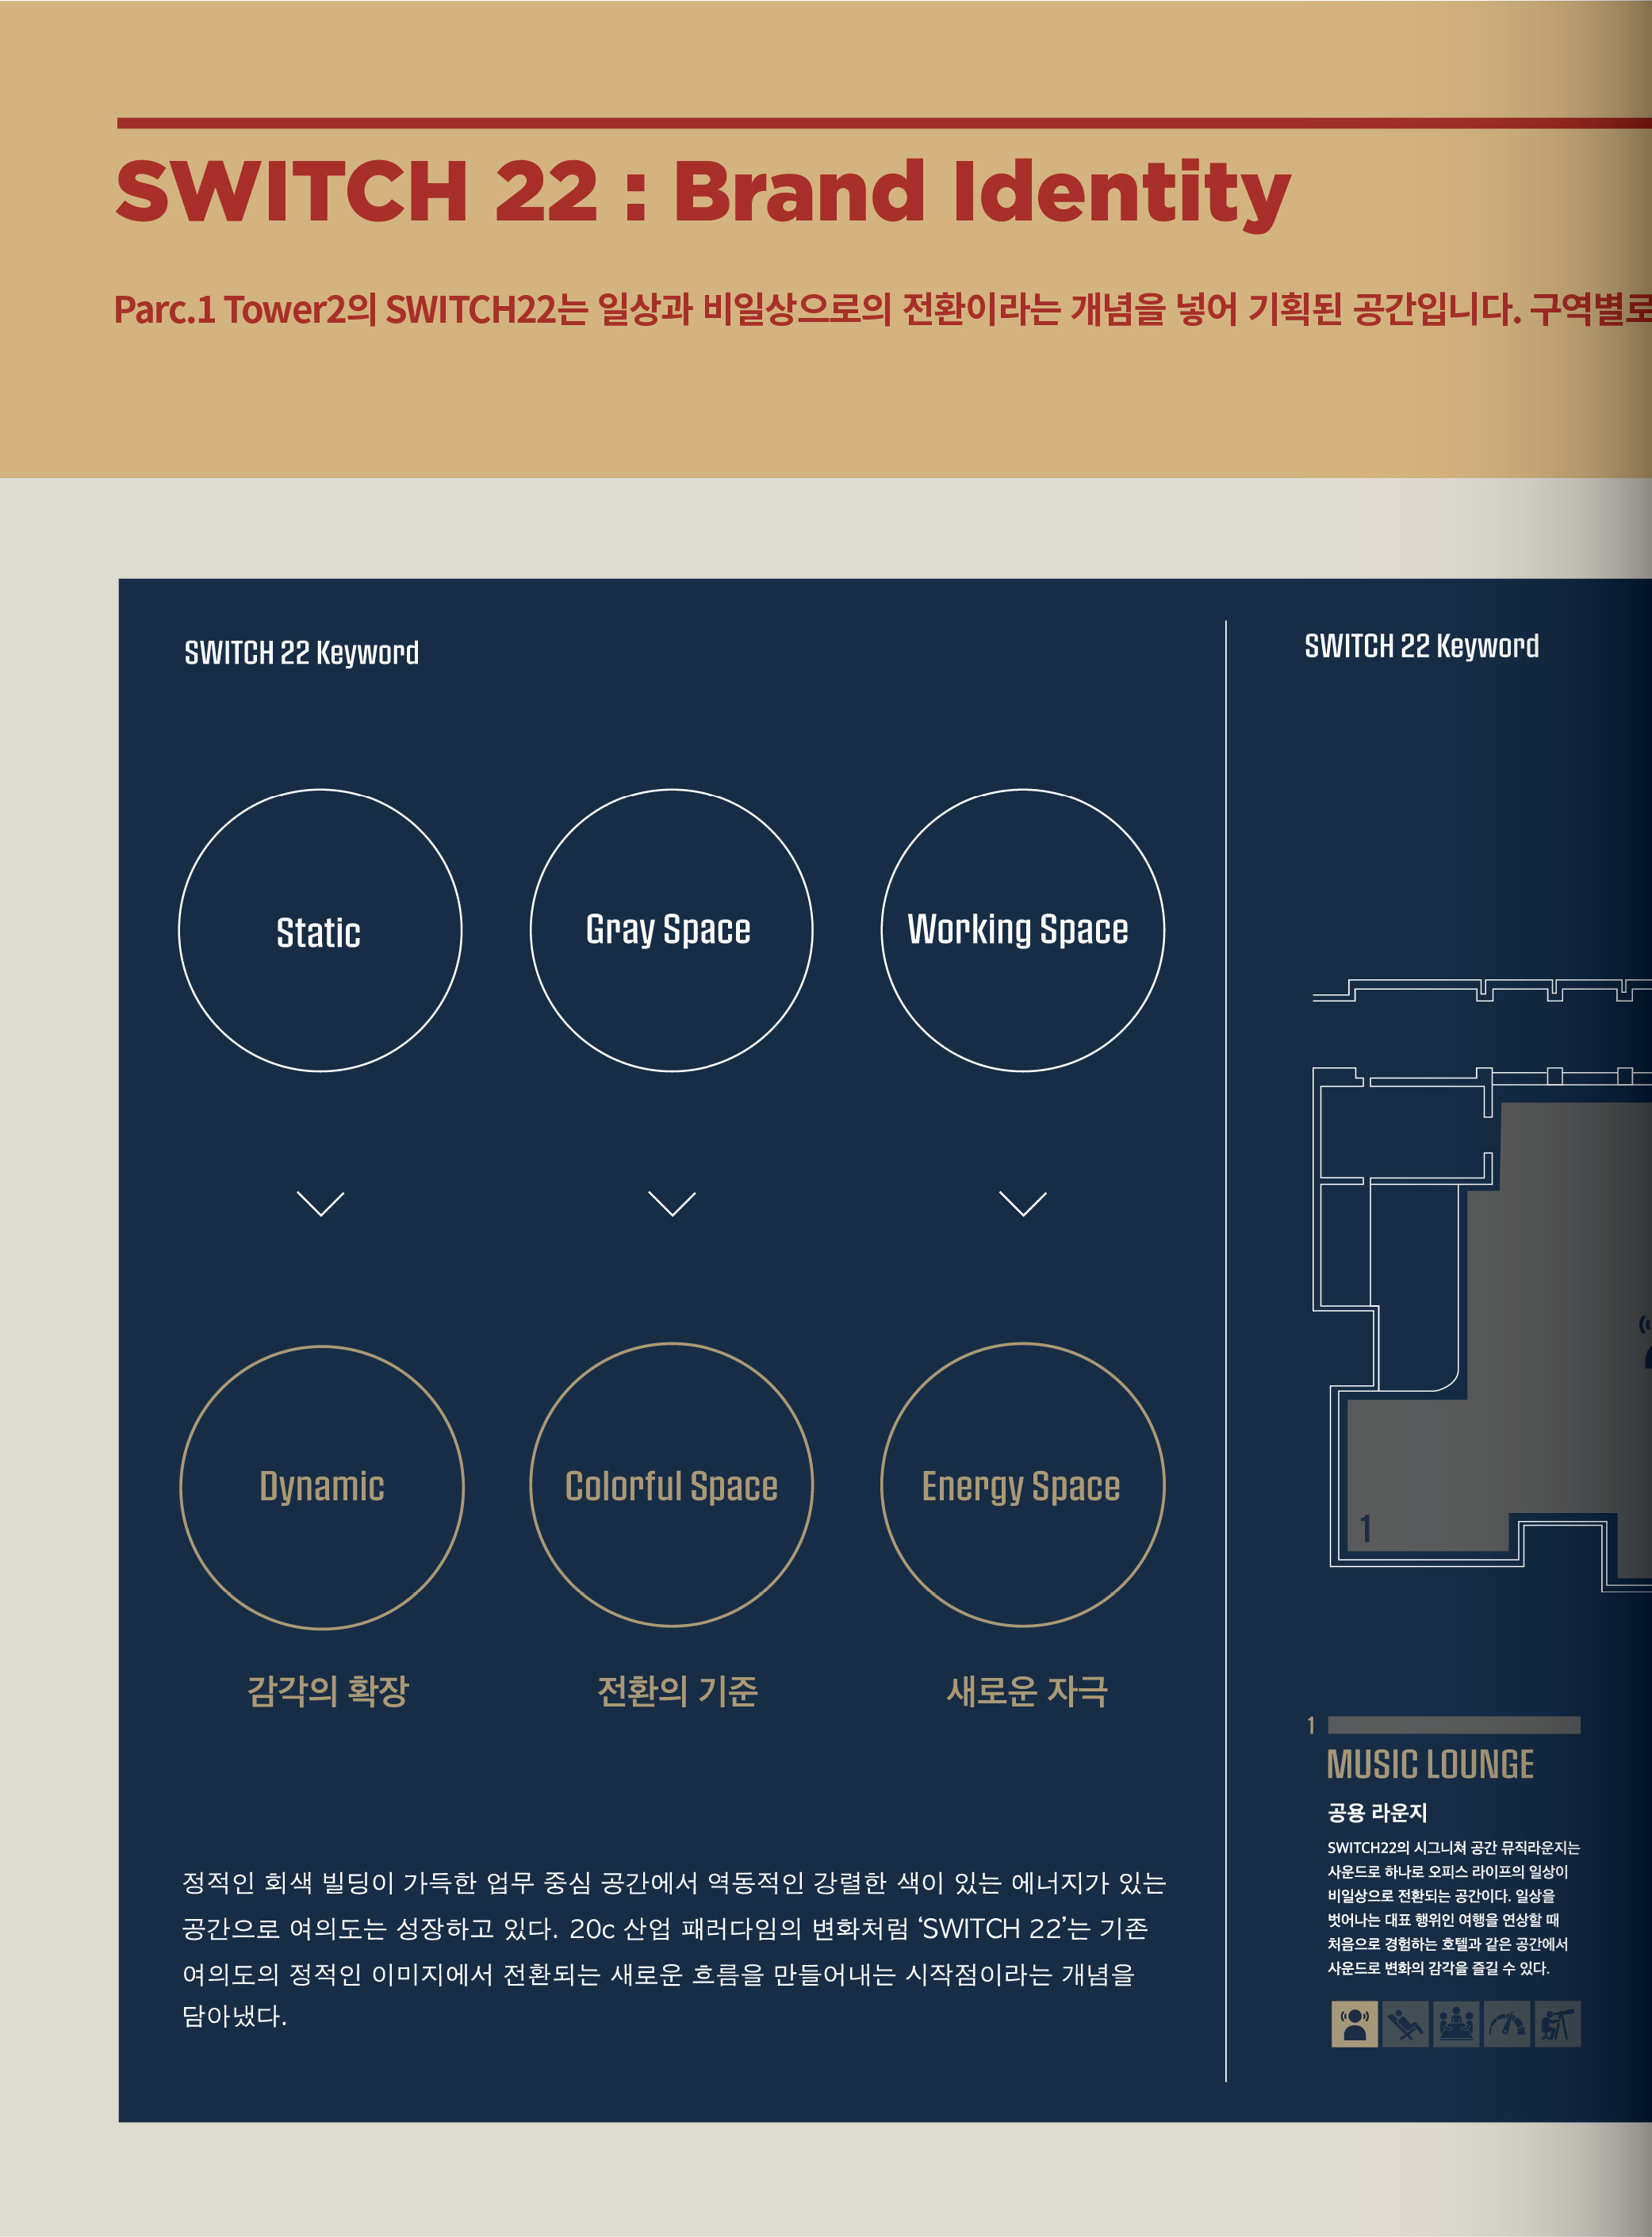 SWITCH 22 : Brand Identity
Parc.1 Tower2의 SWITCH22는 일상과 비일상으로의 전환이라는 개념을 넣어 기획된 공간입니다. 구역별로
SWITCH 22 Keyword
Static
Gray Space
Working Space
Dynamic
Colorful Space
Energy Space
감각의 확장
전환의 기준
새로운 자극
정적인 회색 빌딩이 가득한 업무 중심 공간에서 역동적인 강렬한 색이 있는 에너지가 있는
공간으로 여의도는 성장하고 있다. 20c 산업 패러다임의 변화처럼 ‘SWITCH 22’는 기존
여의도의 정적인 이미지에서 전환되는 새로운 흐름을 만들어내는 시작점이라는 개념을
담아냈다.
SWITCH 22 Keyword
1
1
MUSIC LOUNGE
공용 라운지
SWITCH22의 시그니쳐 공간 뮤직라운지는
사운드로 하나로 오피스 라이프의 일상이
비일상으로 전환되는 공간이다. 일상을
벗어나는 대표 행위인 여행을 연상할 때
처음으로 경험하는 호텔과 같은 공간에서
사운드로 변화의 감각을 즐길 수 있다.